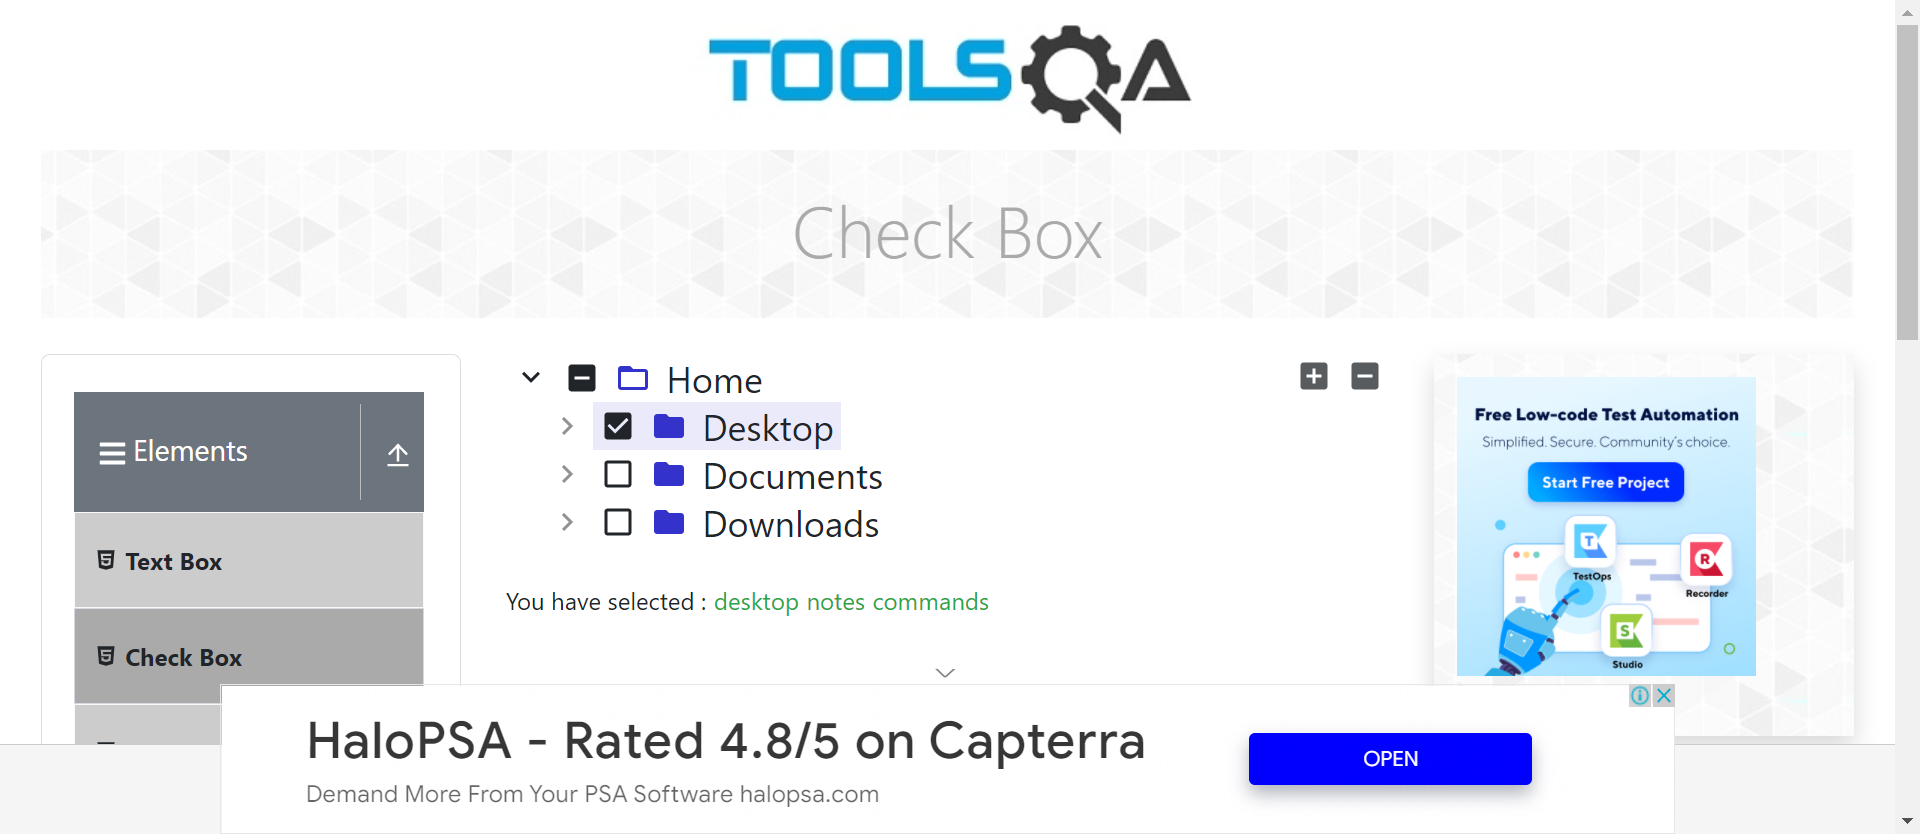 TOOLSQA
Check Box
Home
Desktop
Documents
Downloads
You have selected : desktop notes commands
Elements
Text Box
Check Box
Free Low-code Test Automation
Simplified. Secure. Community's choice.
Start Free Project
TestOps
Recorder
Studio
HaloPSA - Rated 4.8/5 on Capterra
Demand More From Your PSA Software halopsa.com
OPEN